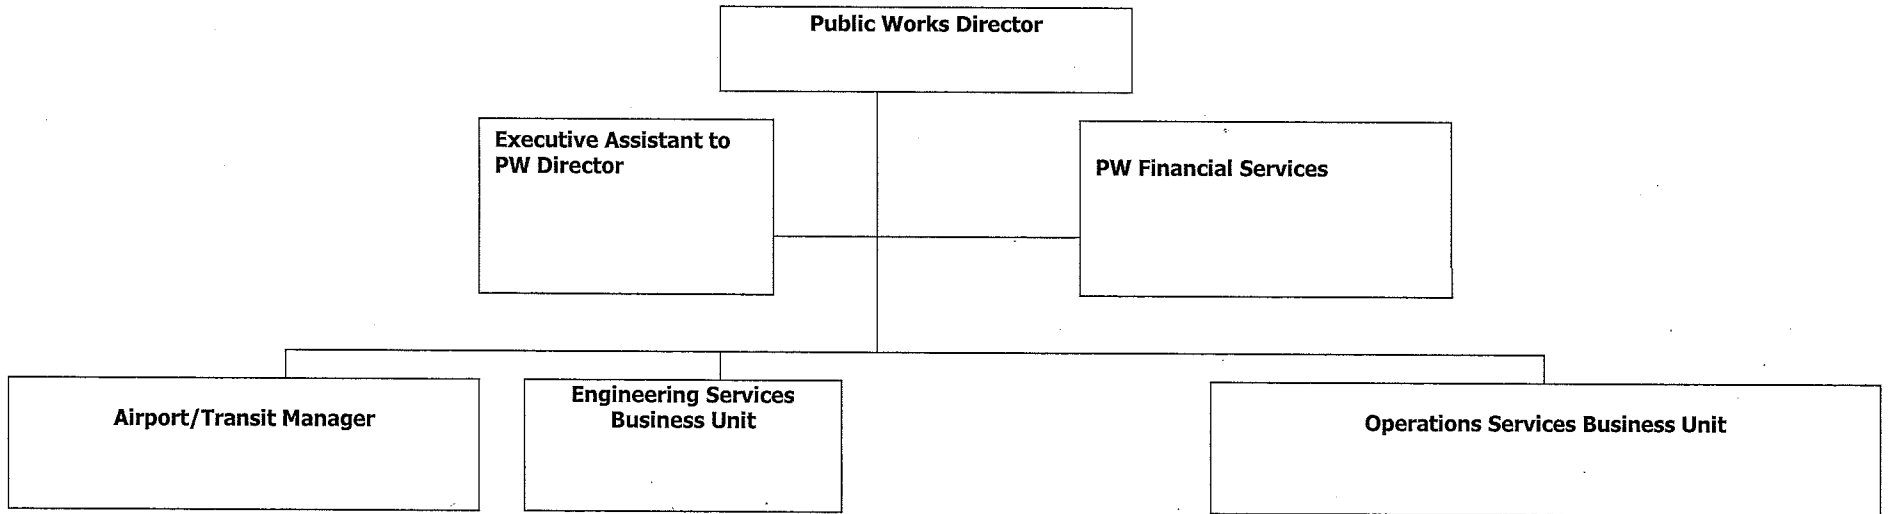 Public Works Director
Executive Assistant to
PW Director
PW Financial Services
Airport/Transit Manager
Engineering Services
Business Unit
Operations Services Business Unit